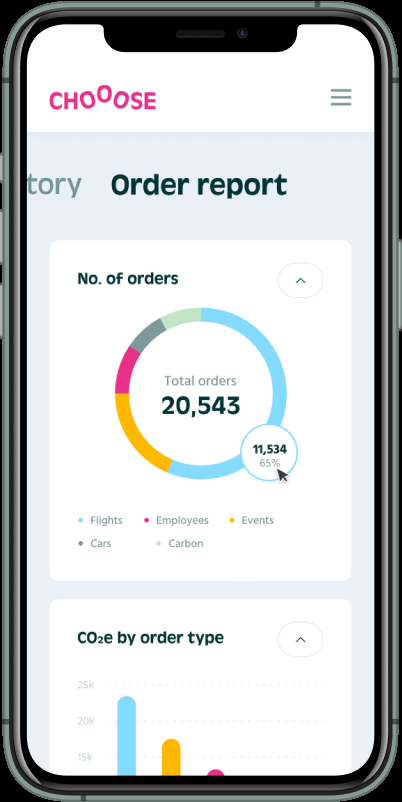 CHOOOSE
tory Order report
No. of orders
Total orders
20,543
11,534
65%
Flights Employees Events
Cars Carbon
CO₂e by order type
25k
20k
15k